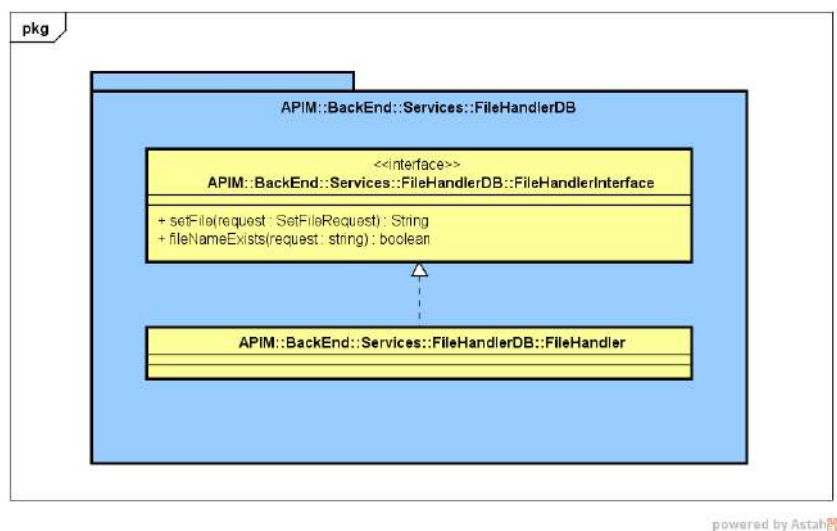 pkg
APIM::BackEnd::Services::FileHandlerDB
<<interface>>
APIM::BackEnd::Services::FileHandlerDB::FileHandlerInterface
+ setFile(request : SetFileRequest) : String
+ fileNameExists(request : string) : boolean
APIM::BackEnd::Services::FileHandlerDB::FileHandler
powered by Astah